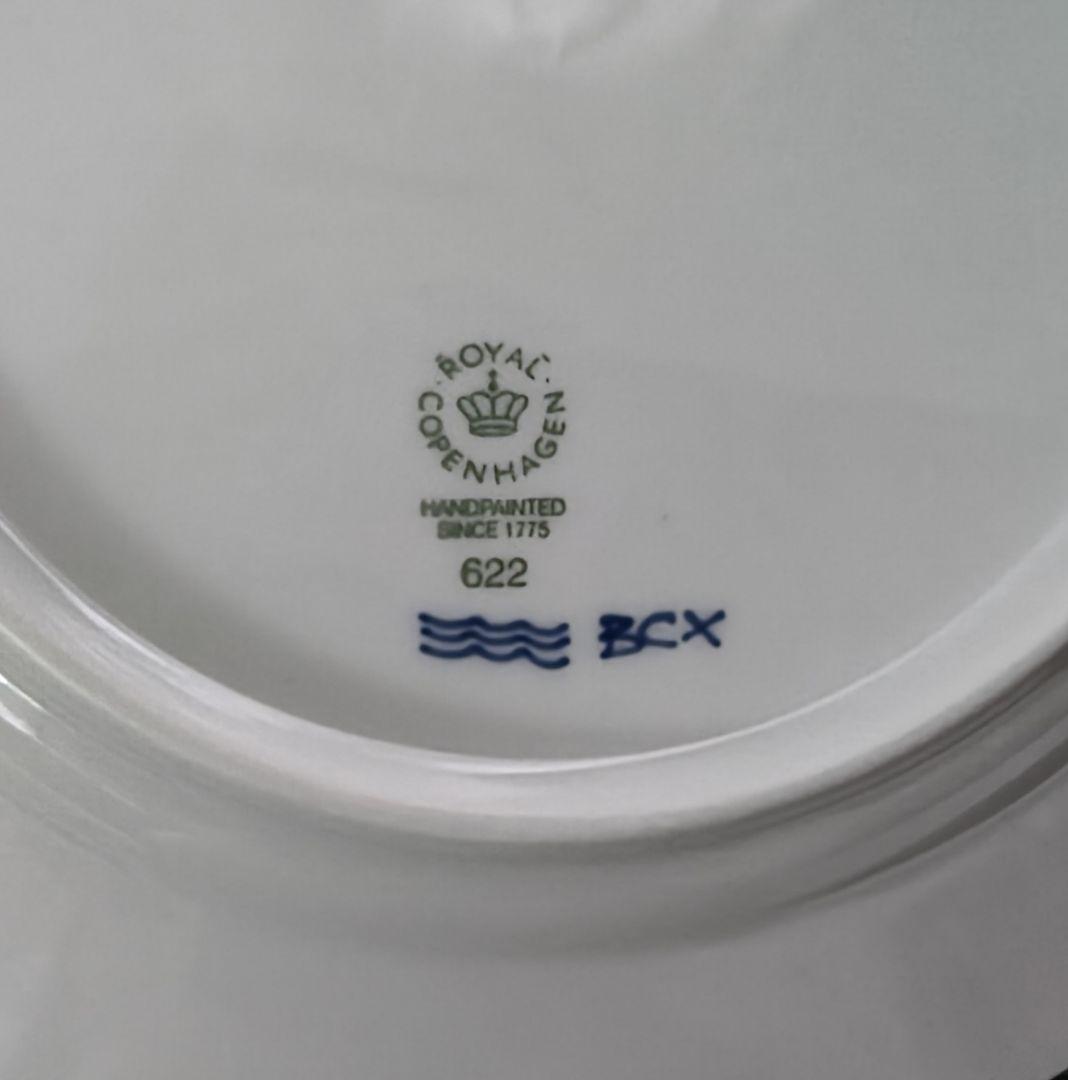 ROYAL COPENHAGEN
HANDPAINTED
SINCE 1775
622
BCX